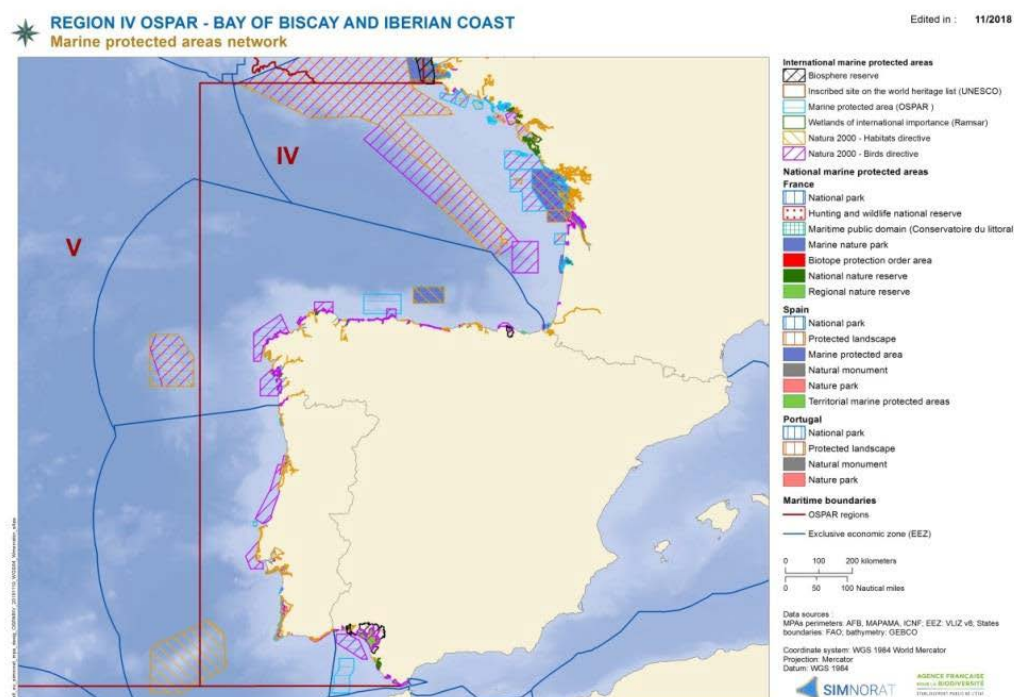 REGION IV OSPAR - BAY OF BISCAY AND IBERIAN COAST
Marine protected areas network
Edited in : 11/2018
IV
V
International marine protected areas
Biosphere reserve
Inscribed site on the world heritage list (UNESCO)
Marine protected area (OSPAR )
Wetlands of international importance (Ramsar)
Natura 2000 - Habitats directive
Natura 2000 - Birds directive
National marine protected areas
France
National park
Hunting and wildlife national reserve
Maritime public domain (Conservatoire du littoral
Marine nature park
Biotope protection order area
National nature reserve
Regional nature reserve
Spain
National park
Protected landscape
Marine protected area
Natural monument
Nature park
Territorial marine protected areas
Portugal
National park
Protected landscape
Natural monument
Nature park
Maritime boundaries
OSPAR regions
Exclusive economic zone (EEZ)
0 100 200 kilometers
0 50 100 Nautical miles
Data sources :
MPAs perimeters: AFB, MAPAMA, ICNF; EEZ: VLIZ v8; States
boundaries: FAO; bathymetry: GEBCO
Coordinate system: WGS 1984 World Mercator
Projection: Mercator
Datum: WGS 1984
SIMNORAT
AGENCE FRANÇAISE
POUR LA BIODIVERSITÉ